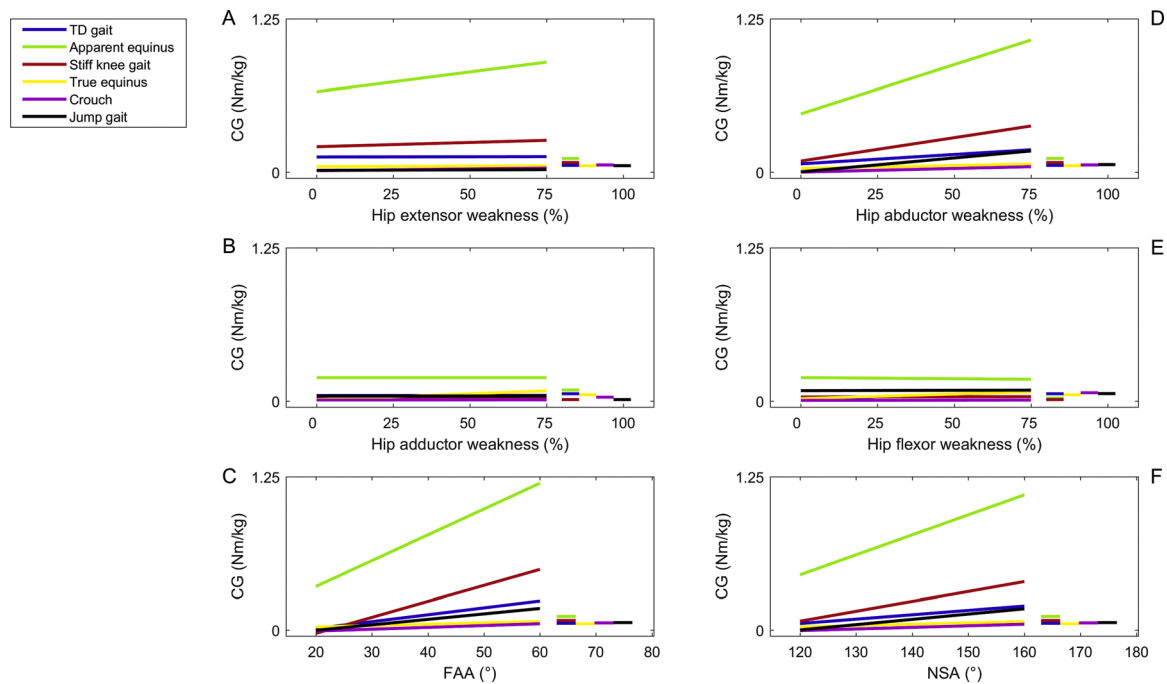 TD gait
Apparent equinus
Stiff knee gait
True equinus
Crouch
Jump gait
A
1.25
CG (Nm/kg)
0
0 25 50 75 100
Hip extensor weakness (%)
D
1.25
CG (Nm/kg)
0
0 25 50 75 100
Hip abductor weakness (%)
B
1.25
CG (Nm/kg)
0
0 25 50 75 100
Hip adductor weakness (%)
E
1.25
CG (Nm/kg)
0
0 25 50 75 100
Hip flexor weakness (%)
C
1.25
CG (Nm/kg)
0
20 30 40 50 60 70 80
FAA (°)
F
1.25
CG (Nm/kg)
0
120 130 140 150 160 170 180
NSA (°)